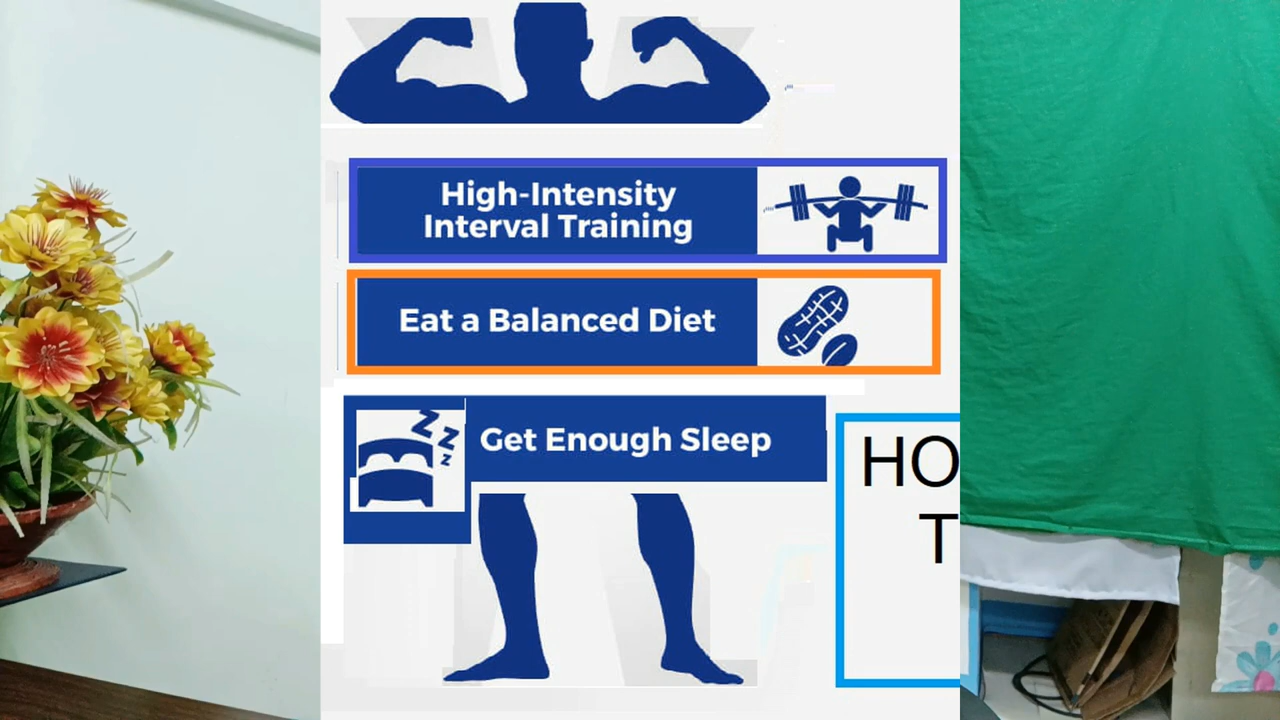 High-Intensity
Interval Training
Eat a Balanced Diet
Z
Z
Z
Get Enough Sleep
HO
T